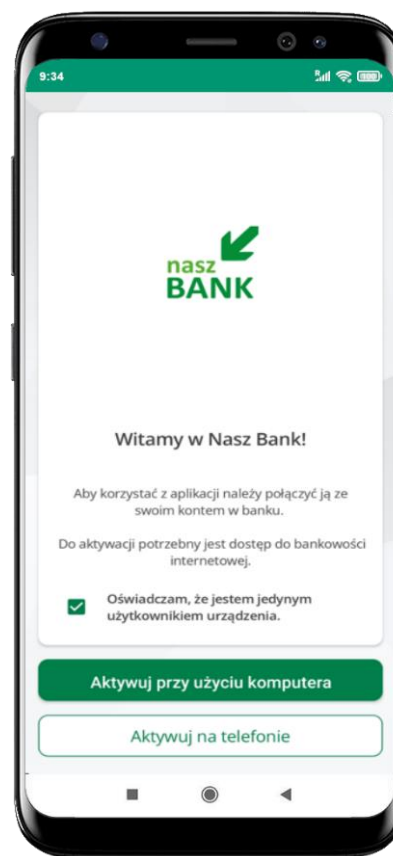 9:34
R
nasz
BANK
Witamy w Nasz Bank!
Aby korzystać z aplikacji należy połączyć ją ze
swoim kontem w banku.
Do aktywacji potrzebny jest dostęp do bankowości
internetowej.
Oświadczam, że jestem jedynym
użytkownikiem urządzenia.
Aktywuj przy użyciu komputera
Aktywuj na telefonie